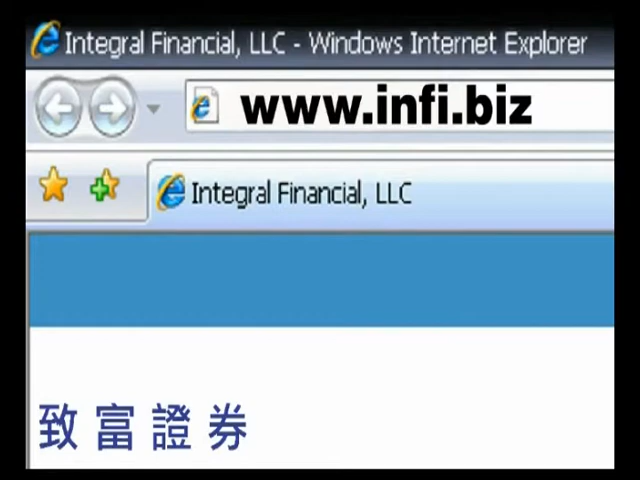 Integral Financial, LLC - Windows Internet Explorer
www.infi.biz
Integral Financial, LLC
致富證券